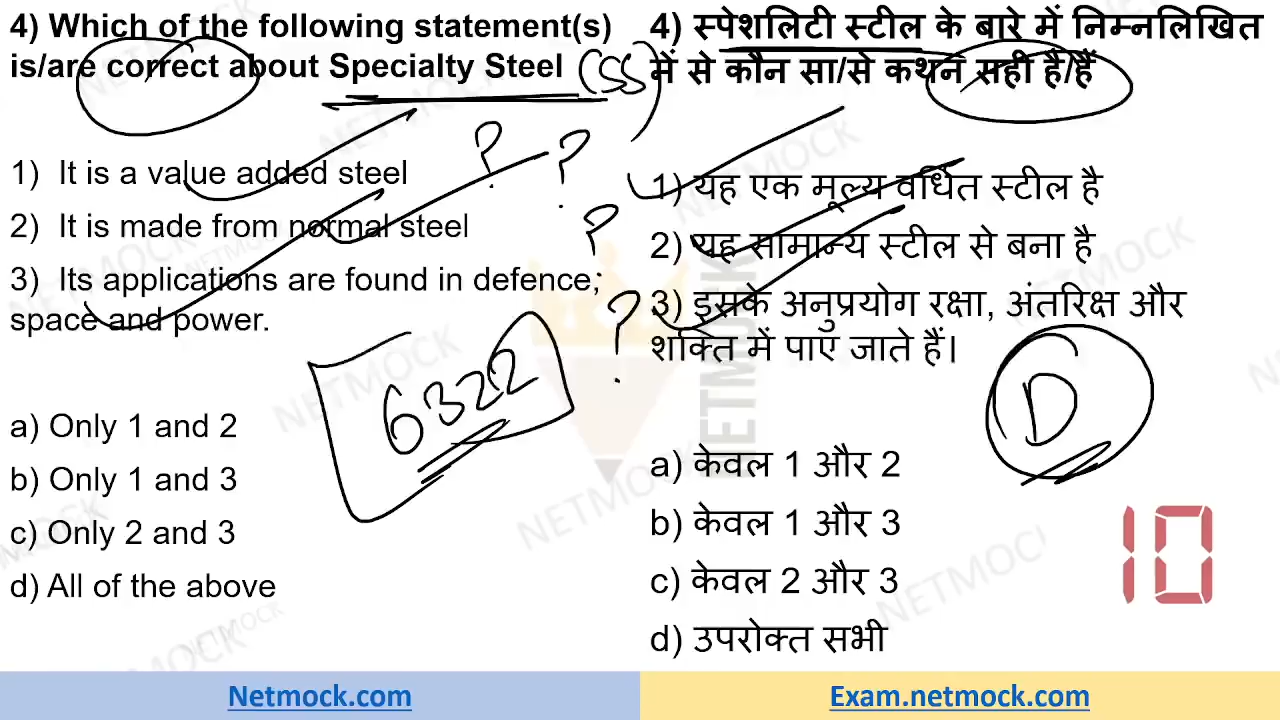 4) Which of the following statement(s)
is/are correct about Specialty Steel
(SS)
1) It is a value added steel
2) It is made from normal steel
3) Its applications are found in defence;
space and power.
? ?
?
?
6322
a) Only 1 and 2
b) Only 1 and 3
c) Only 2 and 3
d) All of the above
4) स्पेशलिटी स्टील के बारे में निम्नलिखित
में से कौन सा/से कथन सही है/हैं
1) यह एक मूल्य वर्धित स्टील है
2) यह सामान्य स्टील से बना है
3) इसके अनुप्रयोग रक्षा, अंतरिक्ष और
शक्ति में पाए जाते हैं।
D
a) केवल 1 और 2
b) केवल 1 और 3
c) केवल 2 और 3
d) उपरोक्त सभी
10
NETMOCK
Netmock.com
Exam.netmock.com